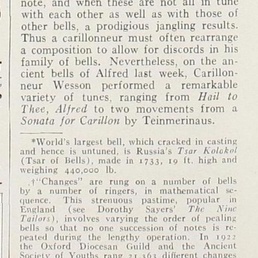 note, and when these are not all in tune
with each other as well as with those of
other bells, a prodigious jangling results.
Thus a carillonneur must often rearrange
a composition to allow for discords in his
family of bells. Nevertheless, on the an-
cient bells of Alfred last week, Carillon-
neur Wesson performed a remarkable
variety of tunes, ranging from Hail to
Thee, Alfred to two movements from a
Sonata for Carillon by Teinmerinaus.
*World's largest bell, which cracked in casting
and hence is untuned, is Russia's Tsar Kolokol
(Tsar of Bells), made in 1733, 19 ft. high and
weighing 440,000 lb.
†"Changes" are rung on a number of bells
by a number of ringers, in mathematical se-
quence. This strenuous pastime, popular in
England (see Dorothy Sayers' The Nine
Tailors), involves varying the order of pealing
bells so that no one succession of notes is re-
peated during the lengthy operation. In 1922
the Oxford Diocesan Guild and the Ancient
Society of Youths rang 21,363 different changes